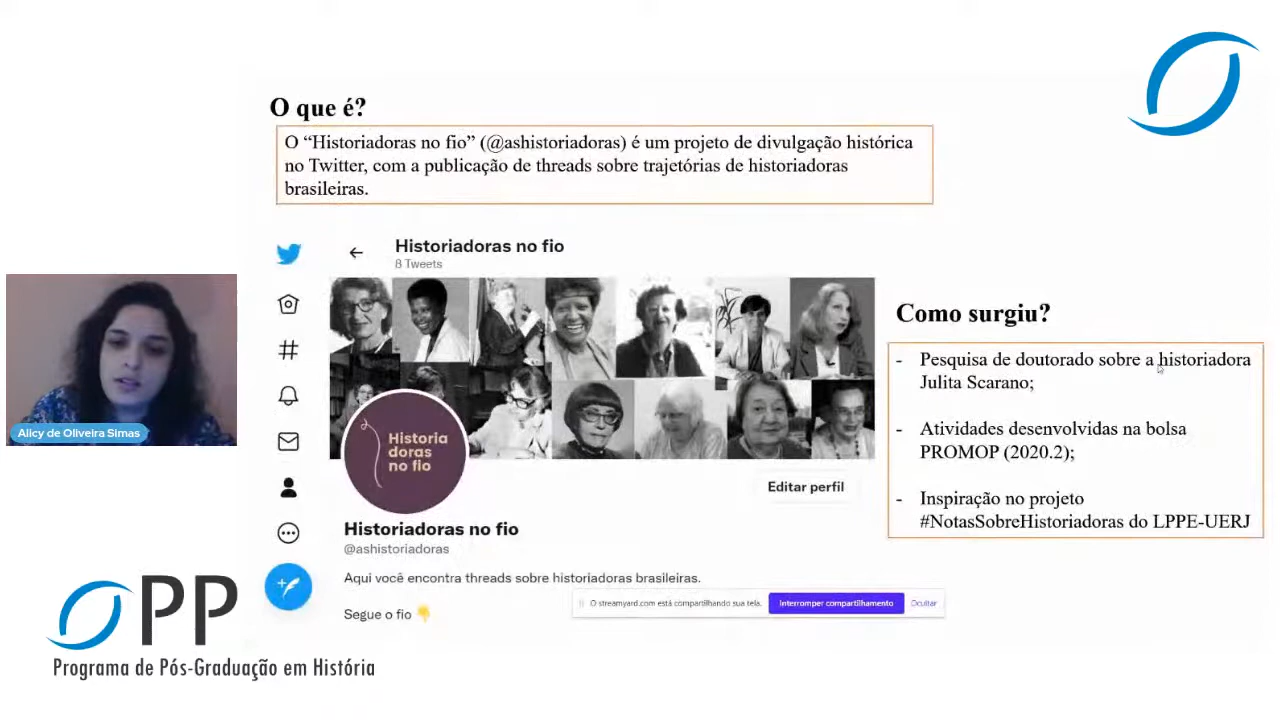 O que é?
O “Historiadoras no fio” (@ashistoriadoras) é um projeto de divulgação histórica
no Twitter, com a publicação de threads sobre trajetórias de historiadoras
brasileiras.
Historiadoras no fio
8 Tweets
Historia
doras
no fio
Editar perfil
Historiadoras no fio
@ashistoriadoras
Aqui você encontra threads sobre historiadoras brasileiras.
Segue o fio 👇
O streamyard.com está compartilhando sua tela.
Interromper compartilhamento
Ocultar
Como surgiu?
- Pesquisa de doutorado sobre a historiadora
Julita Scarano;
- Atividades desenvolvidas na bolsa
PROMOP (2020.2);
- Inspiração no projeto
#NotasSobreHistoriadoras do LPPE-UERJ
Alicy de Oliveira Simas
PP
Programa de Pós-Graduação em História